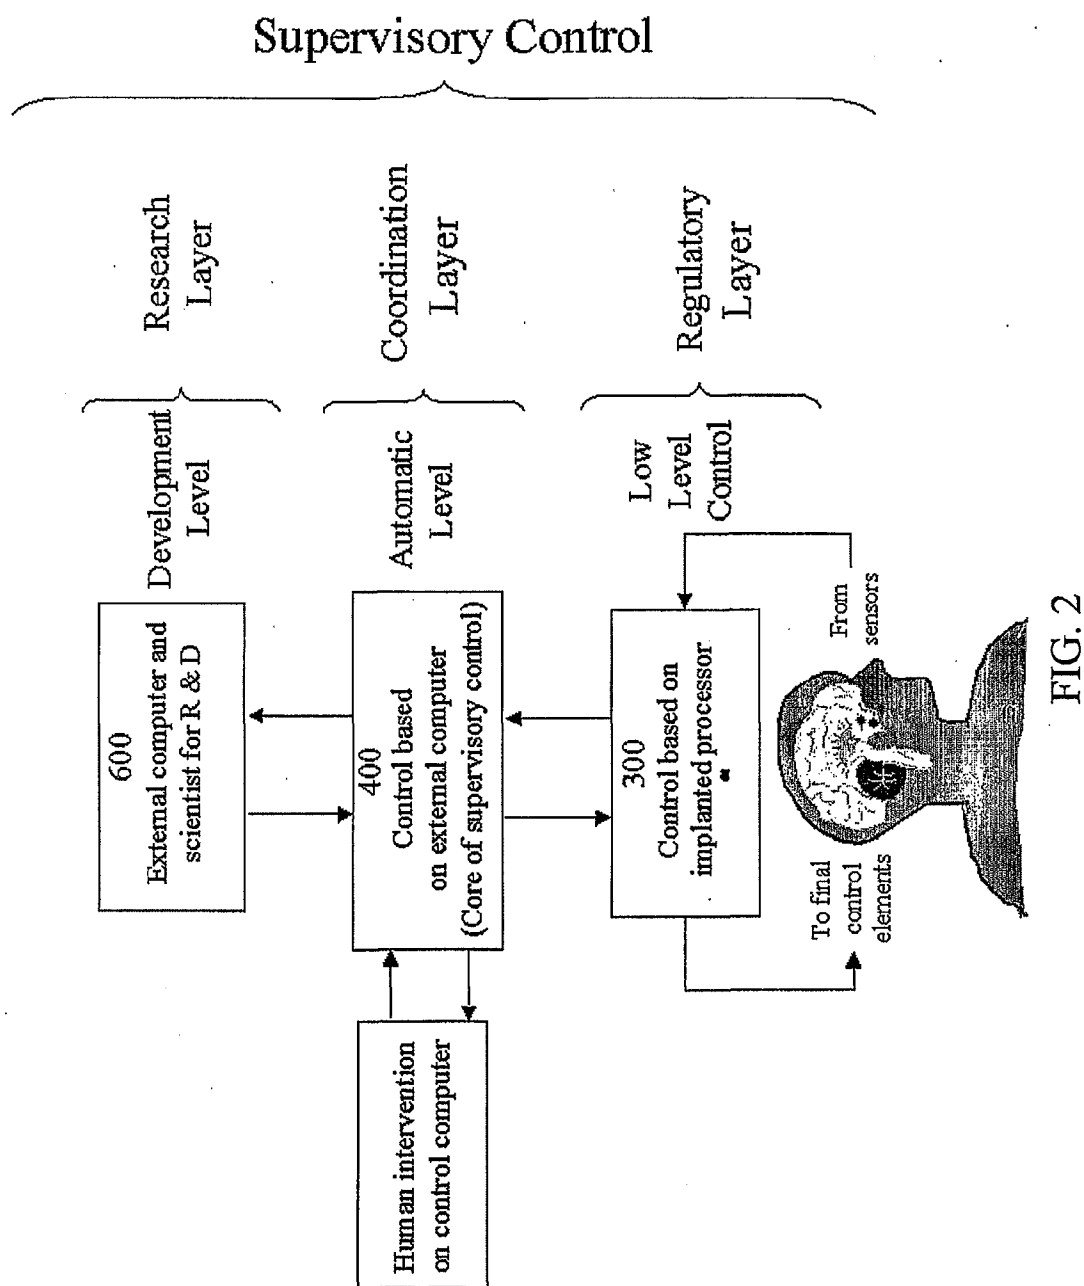 Supervisory Control
Research
Layer
Coordination
Layer
Regulatory
Layer
Development
Level
Automatic
Level
Low
Level
Control
600
External computer and
scientist for R & D
400
Control based
on external computer
(Core of supervisory control)
300
Control based on
implanted processor
Human intervention
on control computer
From
sensors
To final
control
elements
FIG. 2